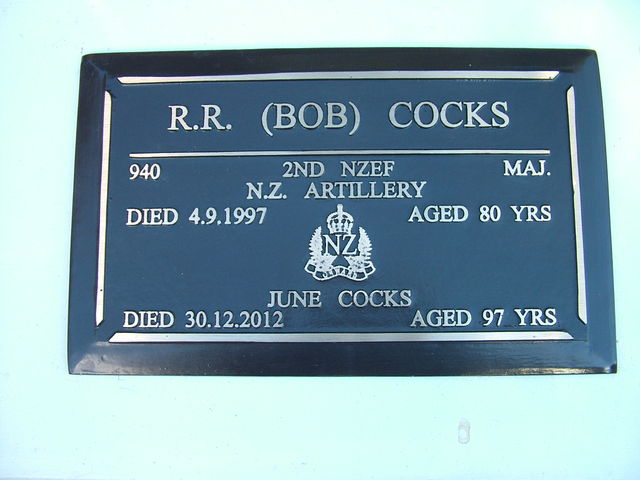 R.R. (BOB) COCKS
940 2ND NZEF MAJ.
N.Z. ARTILLERY
DIED 4.9.1997 AGED 80 YRS
NZ
ONWARD
JUNE COCKS
DIED 30.12.2012 AGED 97 YRS